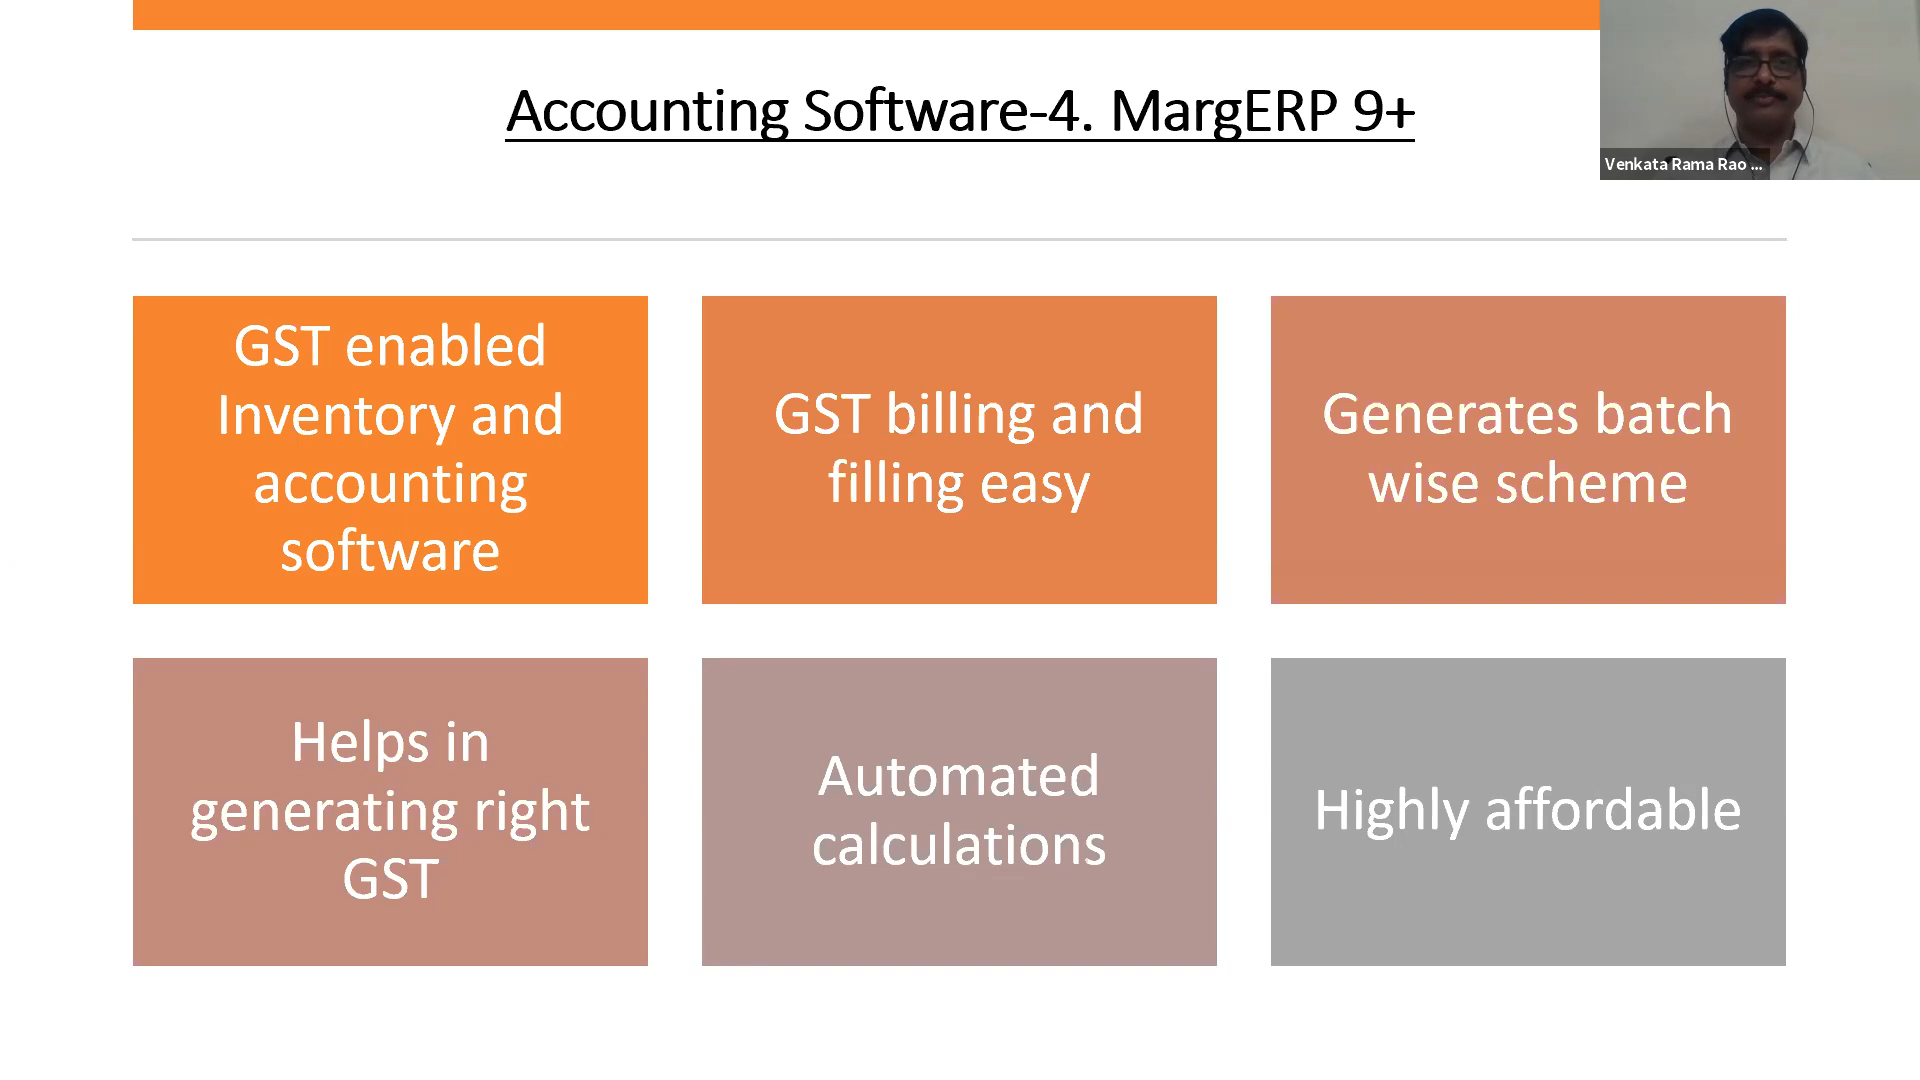 Accounting Software-4. MargERP 9+
Venkata Rama Rao ...
GST enabled
Inventory and
accounting
software
GST billing and
filling easy
Generates batch
wise scheme
Helps in
generating right
GST
Automated
calculations
Highly affordable